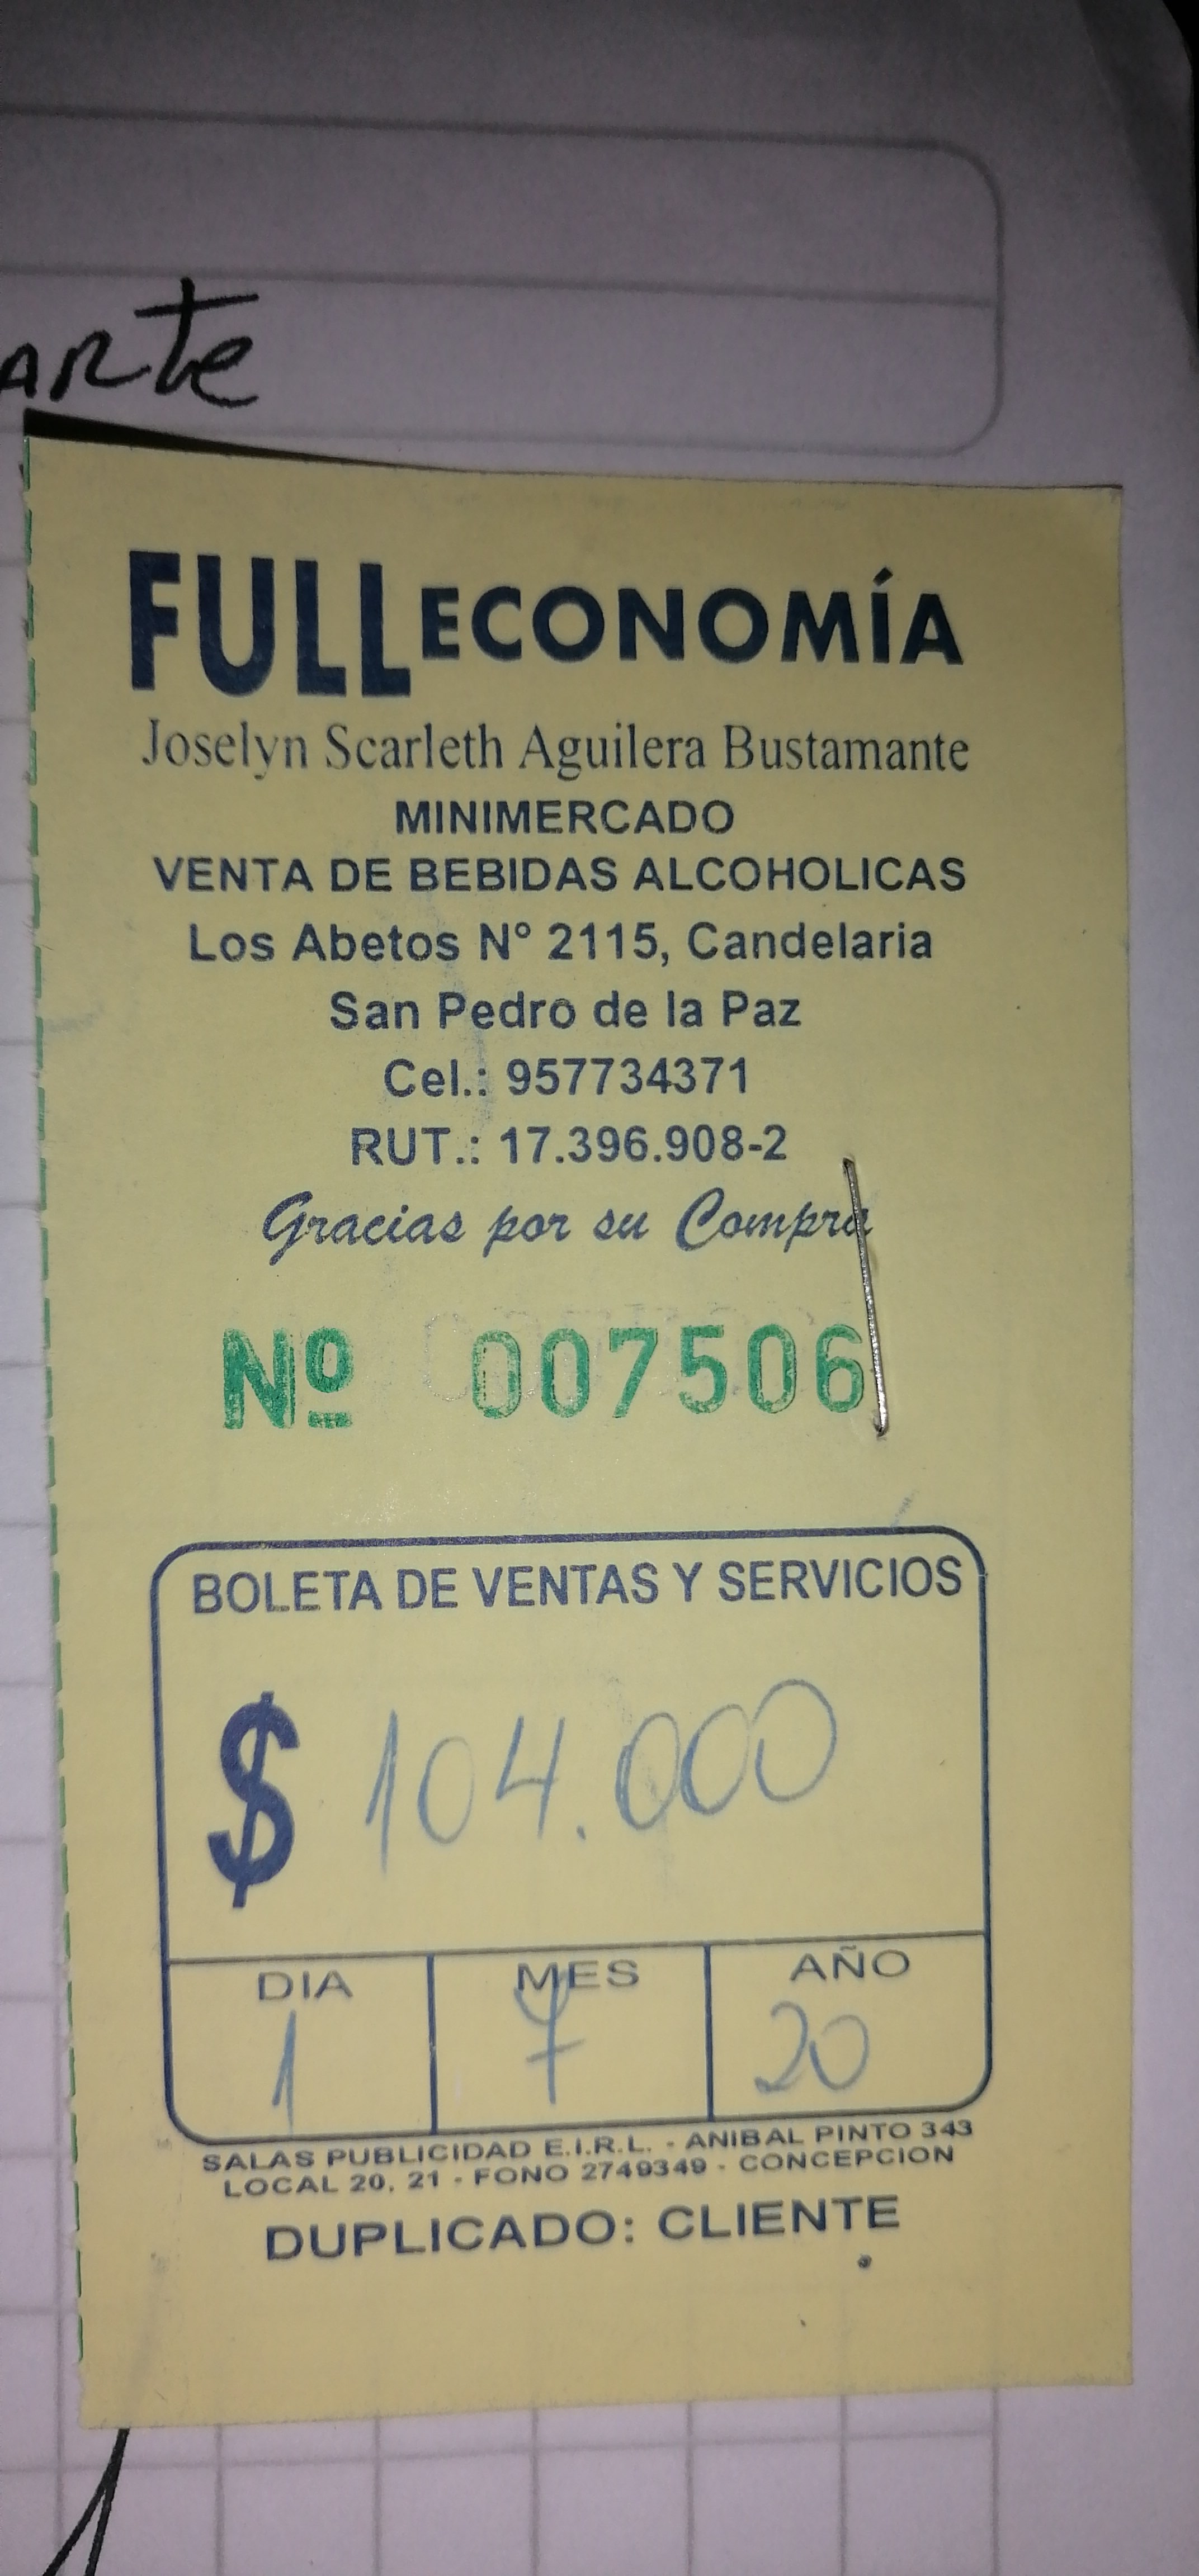 ARTE
FULLECONOMÍA
Joselyn Scarleth Aguilera Bustamante
MINIMERCADO
VENTA DE BEBIDAS ALCOHOLICAS
Los Abetos N° 2115, Candelaria
San Pedro de la Paz
Cel.: 957734371
RUT.: 17.396.908-2
Gracias por su Compra
Nº 007506
BOLETA DE VENTAS Y SERVICIOS
$ 104.000
DIA MES AÑO
1 7 20
SALAS PUBLICIDAD E.I.R.L. - ANIBAL PINTO 343
LOCAL 20, 21 - FONO 2749349 - CONCEPCION
DUPLICADO: CLIENTE